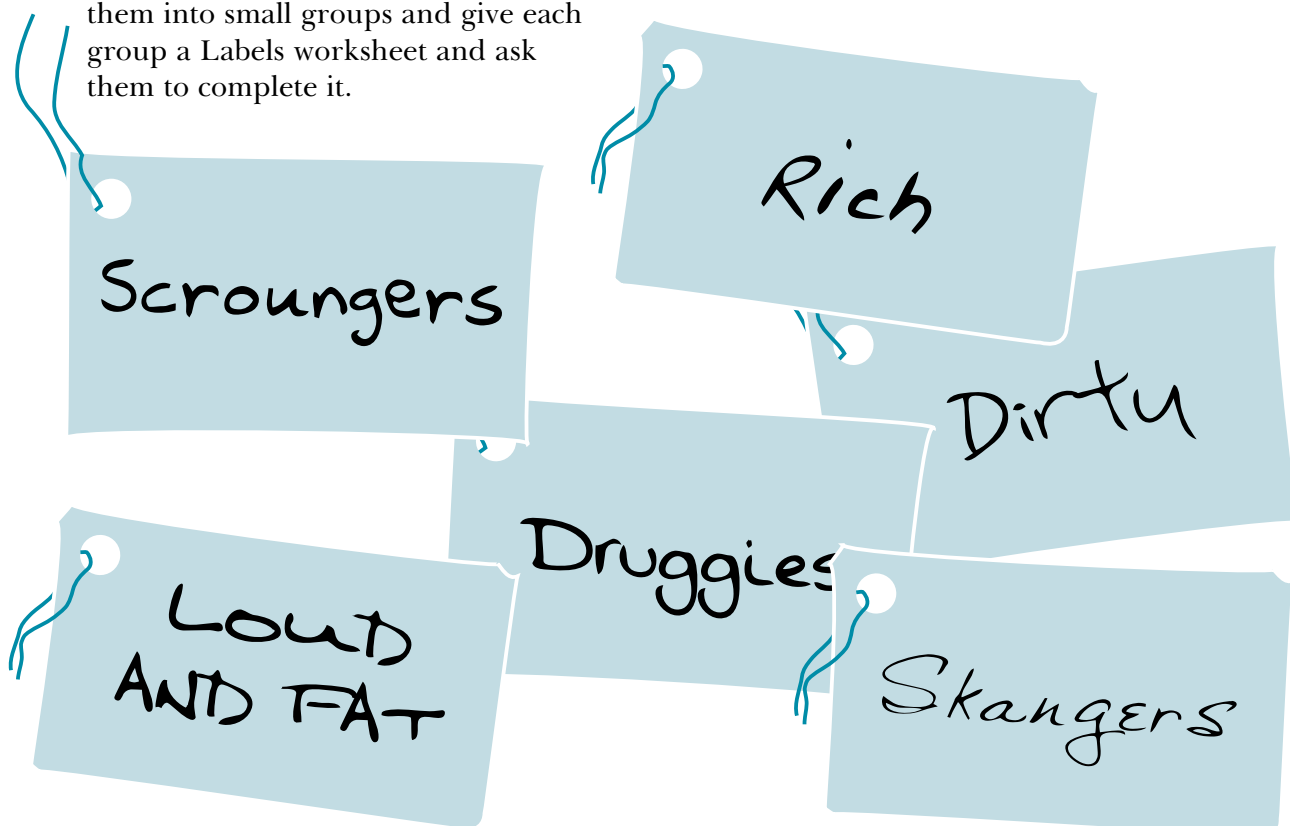 them into small groups and give each
group a Labels worksheet and ask
them to complete it.
Rich
Scroungers
Dirty
Druggies
LOUD
AND FAT
Skangers